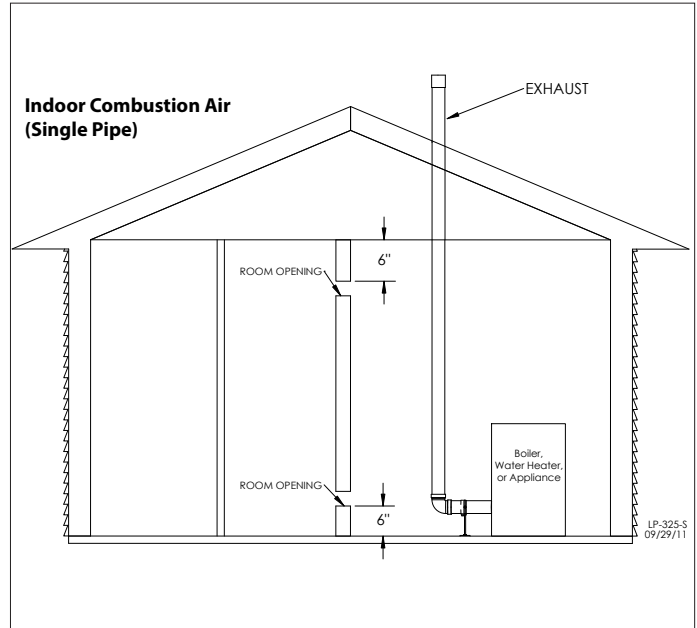 Indoor Combustion Air
(Single Pipe)
EXHAUST
6"
ROOM OPENING
Boiler,
Water Heater,
or Appliance
ROOM OPENING
6"
LP-325-S
09/29/11